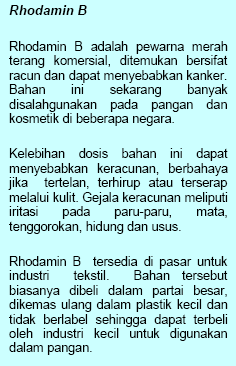 Rhodamin B
Rhodamin B adalah pewarna merah
terang komersial, ditemukan bersifat
racun dan dapat menyebabkan kanker.
Bahan ini sekarang banyak
disalahgunakan pada pangan dan
kosmetik di beberapa negara.
Kelebihan dosis bahan ini dapat
menyebabkan keracunan, berbahaya
jika tertelan, terhirup atau terserap
melalui kulit. Gejala keracunan meliputi
iritasi pada paru-paru, mata,
tenggorokan, hidung dan usus.
Rhodamin B tersedia di pasar untuk
industri tekstil. Bahan tersebut
biasanya dibeli dalam partai besar,
dikemas ulang dalam plastik kecil dan
tidak berlabel sehingga dapat terbeli
oleh industri kecil untuk digunakan
dalam pangan.